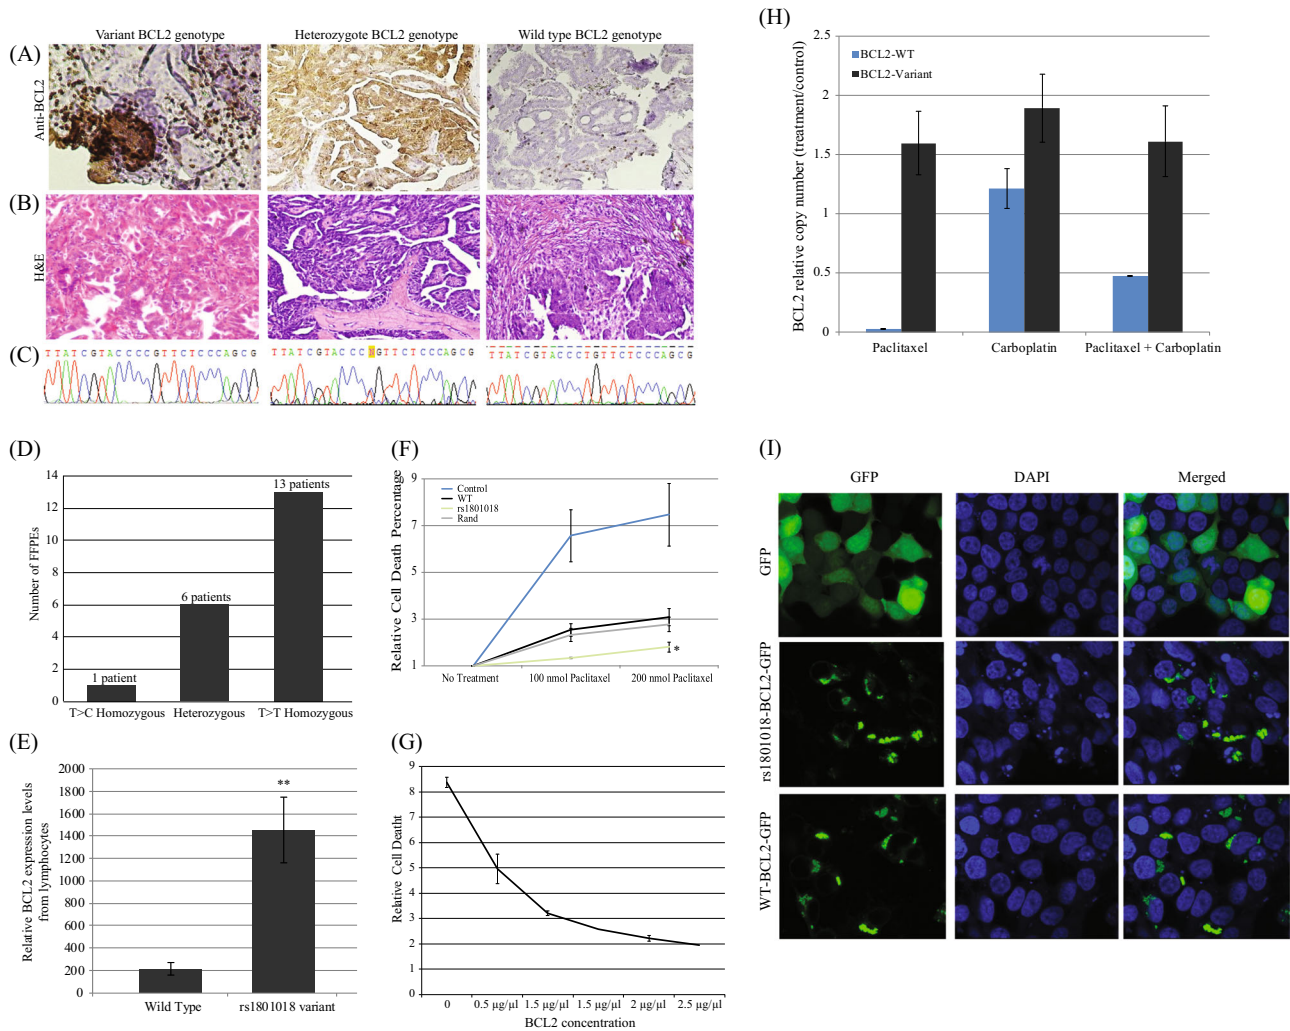 (A)
Variant BCL2 genotype
Heterozygote BCL2 genotype
Wild type BCL2 genotype
Anti-BCL2
(B)
H&E
(C)
TTATCGTACCCCGTTCTCCCAGCG
TTATCGTACCCNGTTCTCCCAGCG
TTATCGTACCCTGTTCTCCCAGCG
(D)
Number of FFPEs
14
12
10
8
6
4
2
0
1 patient
6 patients
13 patients
T>C Homozygous
Heterozygous
T>T Homozygous
(E)
Relative BCL2 expression levels
from lymphocytes
2000
1800
1600
1400
1200
1000
800
600
400
200
0
**
Wild Type
rs1801018 variant
(F)
Relative Cell Death Percentage
9
7
5
3
1
Control
WT
rs1801018
Rand
*
No Treatment
100 nmol Paclitaxel
200 nmol Paclitaxel
(G)
Relative Cell Deatht
9
8
7
6
5
4
3
2
1
0
0
0.5 µg/µl
1.5 µg/µl
1.5 µg/µl
2 µg/µl
2.5 µg/µl
BCL2 concentration
(H)
BCL2 relative copy number (treatment/control)
2.5
2
1.5
1
0.5
0
BCL2-WT
BCL2-Variant
Paclitaxel
Carboplatin
Paclitaxel + Carboplatin
(I)
GFP
DAPI
Merged
GFP
rs1801018-BCL2-GFP
WT-BCL2-GFP